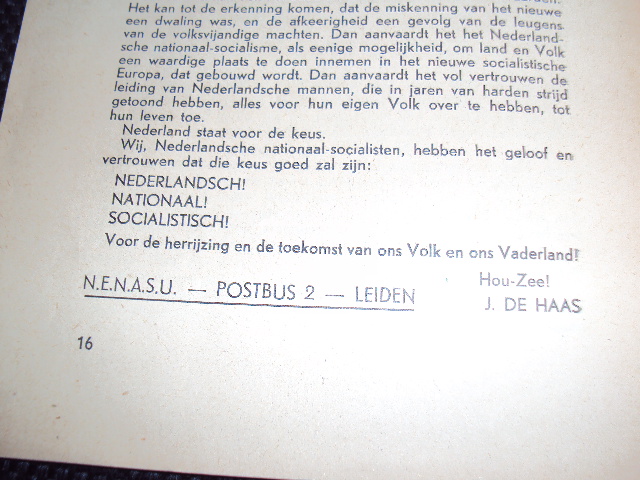 Het kan tot de erkenning komen, dat de miskenning van het nieuwe
een dwaling was, en de afkeerigheid een gevolg van de leugens
van de volksvijandige machten. Dan aanvaardt het het Nederland-
sche nationaal-socialisme, als eenige mogelijkheid, om land en Volk
een waardige plaats te doen innemen in het nieuwe socialistische
Europa, dat gebouwd wordt. Dan aanvaardt het vol vertrouwen de
leiding van Nederlandsche mannen, die in jaren van harden strijd
getoond hebben, alles voor hun eigen Volk over te hebben, tot
hun leven toe.
Nederland staat voor de keus.
Wij, Nederlandsche nationaal-socialisten, hebben het geloof en
vertrouwen dat die keus goed zal zijn:
NEDERLANDSCH!
NATIONAAL!
SOCIALISTISCH!
Voor de herrijzing en de toekomst van ons Volk en ons Vaderland!
Hou-Zee!
N.E.N.A.S.U. — POSTBUS 2 — LEIDEN
J. DE HAAS
16